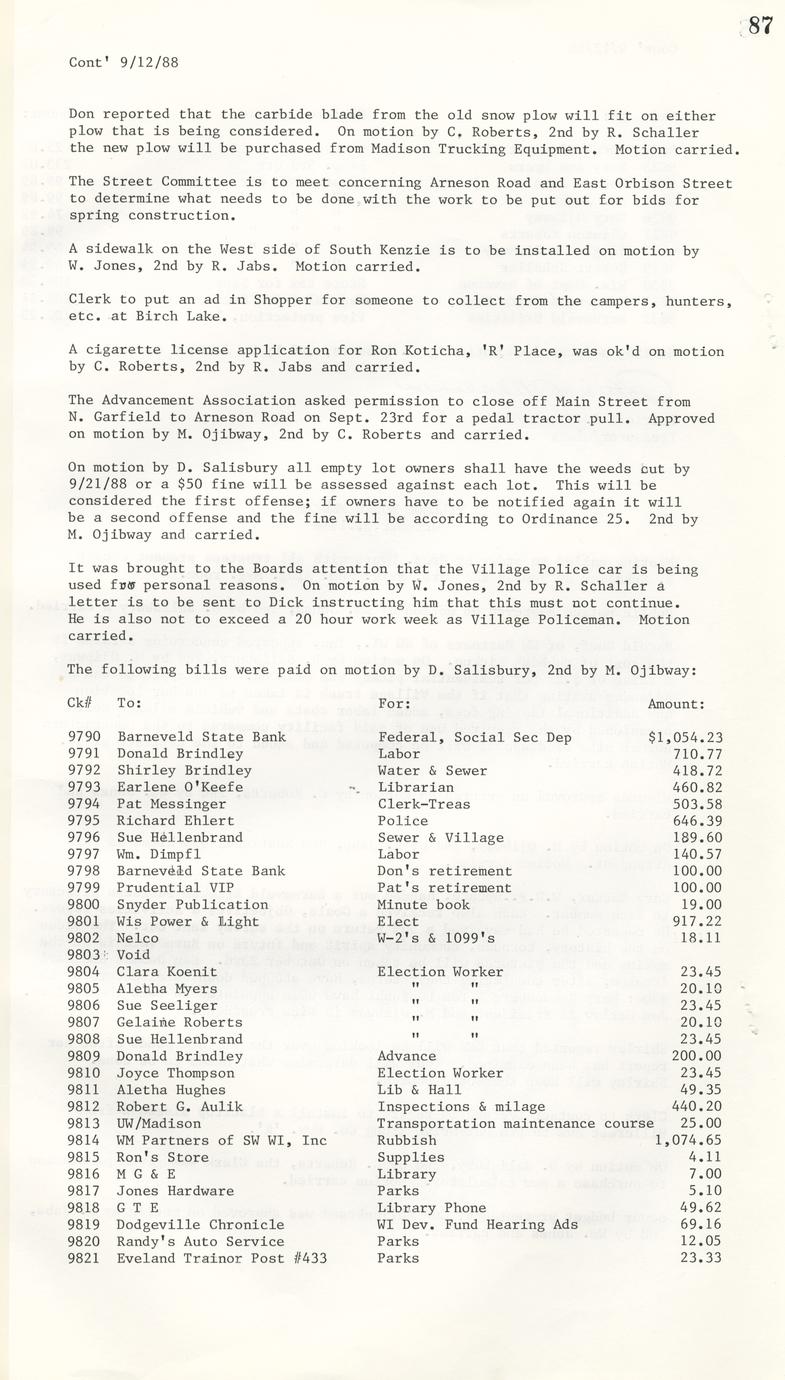 87
Cont' 9/12/88
Don reported that the carbide blade from the old snow plow will fit on either
plow that is being considered. On motion by C. Roberts, 2nd by R. Schaller
the new plow will be purchased from Madison Trucking Equipment. Motion carried.
The Street Committee is to meet concerning Arneson Road and East Orbison Street
to determine what needs to be done with the work to be put out for bids for
spring construction.
A sidewalk on the West side of South Kenzie is to be installed on motion by
W. Jones, 2nd by R. Jabs. Motion carried.
Clerk to put an ad in Shopper for someone to collect from the campers, hunters,
etc. at Birch Lake.
A cigarette license application for Ron Koticha, 'R' Place, was ok'd on motion
by C. Roberts, 2nd by R. Jabs and carried.
The Advancement Association asked permission to close off Main Street from
N. Garfield to Arneson Road on Sept. 23rd for a pedal tractor pull. Approved
on motion by M. Ojibway, 2nd by C. Roberts and carried.
On motion by D. Salisbury all empty lot owners shall have the weeds cut by
9/21/88 or a $50 fine will be assessed against each lot. This will be
considered the first offense; if owners have to be notified again it will
be a second offense and the fine will be according to Ordinance 25. 2nd by
M. Ojibway and carried.
It was brought to the Boards attention that the Village Police car is being
used personal reasons. On motion by W. Jones, 2nd by R. Schaller a
letter is to be sent to Dick instructing him that this must not continue.
He is also not to exceed a 20 hour work week as Village Policeman. Motion
carried.
The following bills were paid on motion by D. Salisbury, 2nd by M. Ojibway:
Ck# To: For: Amount:
9790 Barneveld State Bank Federal, Social Sec Dep $1,054.23
9791 Donald Brindley Labor 710.77
9792 Shirley Brindley Water & Sewer 418.72
9793 Earlene O'Keefe Librarian 460.82
9794 Pat Messinger Clerk-Treas 503.58
9795 Richard Ehlert Police 646.39
9796 Sue Hellenbrand Sewer & Village 189.60
9797 Wm. Dimpfl Labor 140.57
9798 Barneveld State Bank Don's retirement 100.00
9799 Prudential VIP Pat's retirement 100.00
9800 Snyder Publication Minute book 19.00
9801 Wis Power & Light Elect 917.22
9802 Nelco W-2's & 1099's 18.11
9803 Void
9804 Clara Koenit Election Worker 23.45
9805 Aletha Myers " " 20.10
9806 Sue Seeliger " " 23.45
9807 Gelaine Roberts " " 20.10
9808 Sue Hellenbrand " " 23.45
9809 Donald Brindley Advance 200.00
9810 Joyce Thompson Election Worker 23.45
9811 Aletha Hughes Lib & Hall 49.35
9812 Robert G. Aulik Inspections & milage 440.20
9813 UW/Madison Transportation maintenance course 25.00
9814 WM Partners of SW WI, Inc Rubbish 1,074.65
9815 Ron's Store Supplies 4.11
9816 M G & E Library 7.00
9817 Jones Hardware Parks 5.10
9818 G T E Library Phone 49.62
9819 Dodgeville Chronicle WI Dev. Fund Hearing Ads 69.16
9820 Randy's Auto Service Parks 12.05
9821 Eveland Trainor Post #433 Parks 23.33